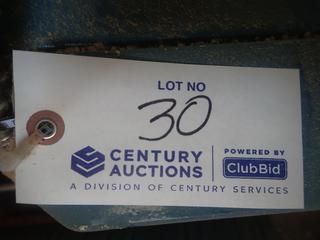 LOT NO
30
CENTURY AUCTIONS
POWERED BY
ClubBid
A DIVISION OF CENTURY SERVICES